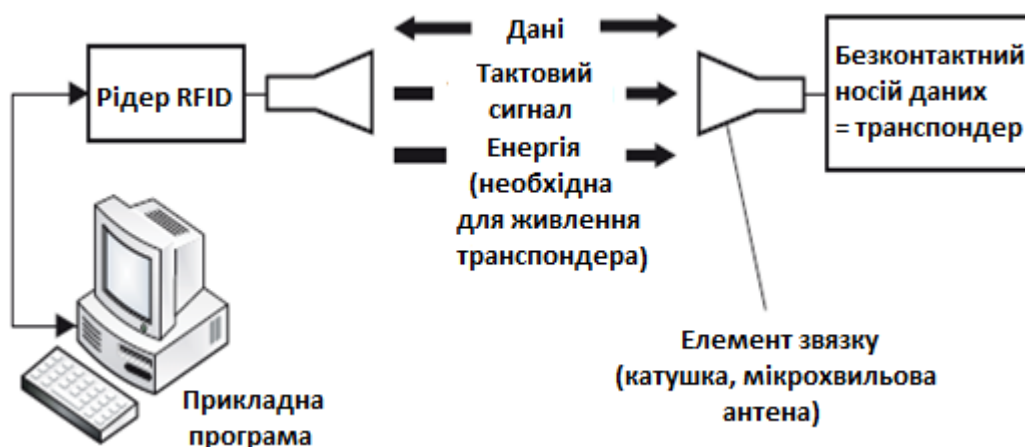 Рідер RFID
Дані
Тактовий
сигнал
Енергія
(необхідна
для живлення
транспондера)
Безконтактний
носій даних
= транспондер
Елемент звязку
(катушка, мікрохвильова
антена)
Прикладна
програма